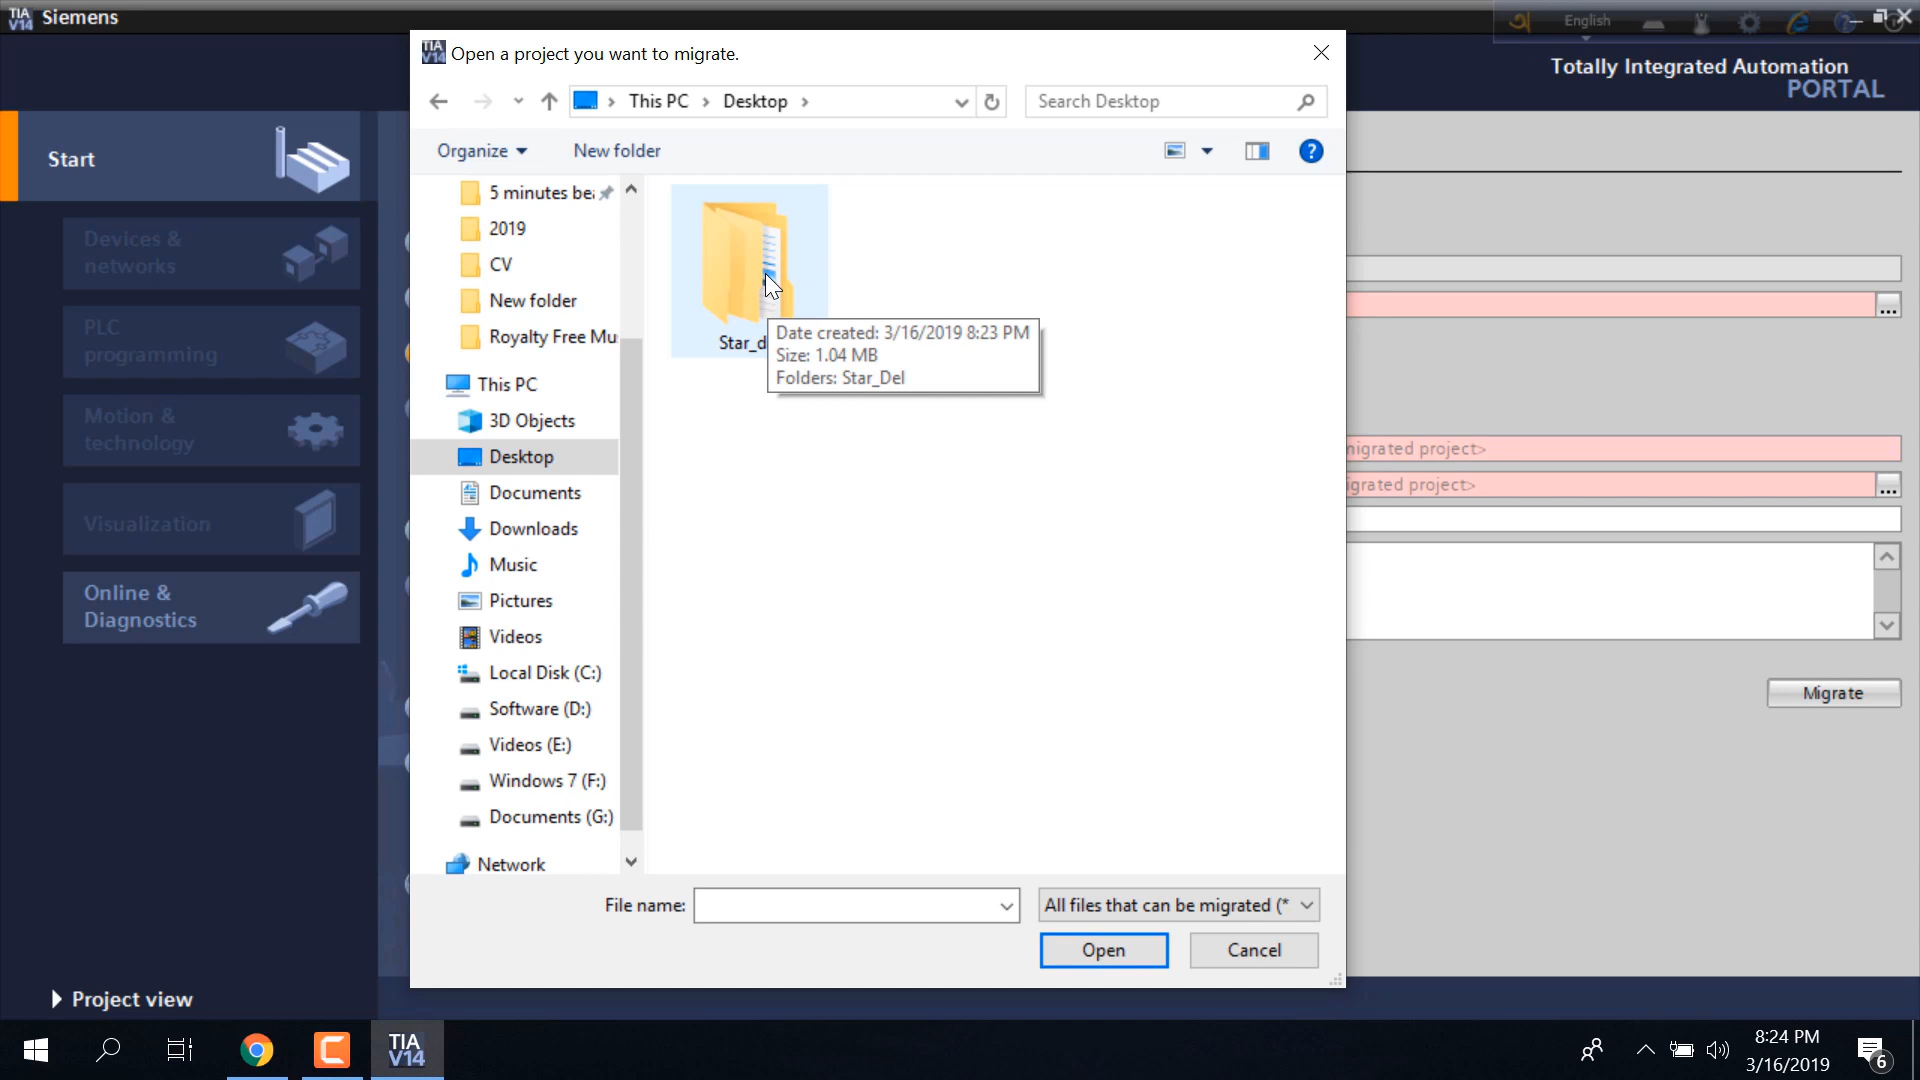 TIA
V14
Siemens
English
Totally Integrated Automation
PORTAL
TIA
V14
Open a project you want to migrate.
This PC
Desktop
Search Desktop
Organize
New folder
Start
Devices &
networks
PLC
programming
Motion &
technology
Visualization
Online &
Diagnostics
5 minutes be
2019
CV
New folder
Royalty Free Mu
This PC
3D Objects
Desktop
Documents
Downloads
Music
Pictures
Videos
Local Disk (C:)
Software (D:)
Videos (E:)
Windows 7 (F:)
Documents (G:)
Network
Star_d
Date created: 3/16/2019 8:23 PM
Size: 1.04 MB
Folders: Star_Del
...
migrated project>
igrated project>
...
Migrate
File name:
All files that can be migrated (*
Open
Cancel
Project view
TIA
V14
8:24 PM
3/16/2019
6